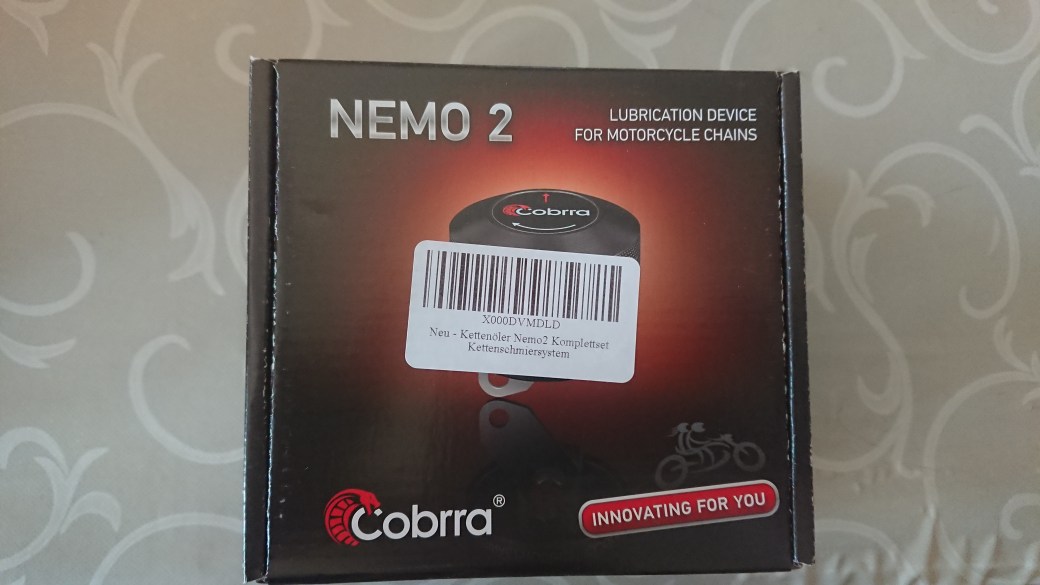 NEMO 2
LUBRICATION DEVICE
FOR MOTORCYCLE CHAINS
Cobrra
X000DVMDLD
Neu - Kettenöler Nemo2 Komplettset
Kettenschmiersystem
Cobrra®
INNOVATING FOR YOU